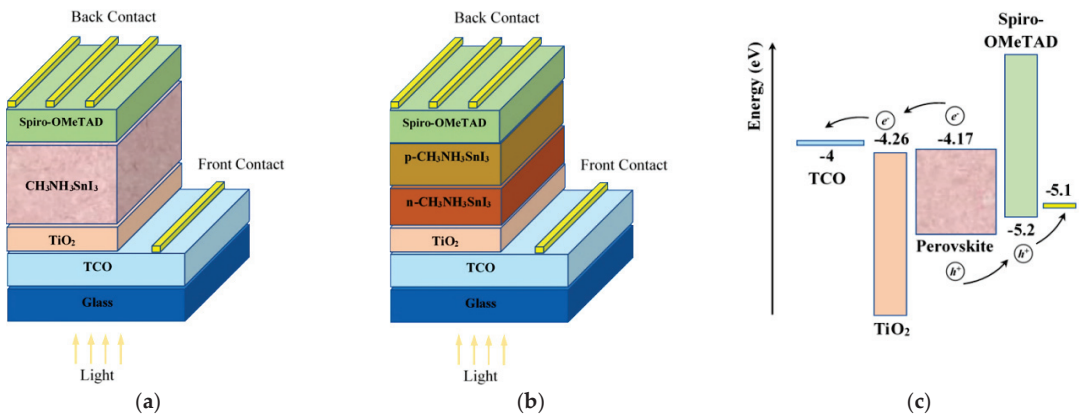 Back Contact
Spiro-OMeTAD
CH₃NH₃SnI₃
TiO₂
Front Contact
TCO
Glass
Light
(a)
Back Contact
Spiro-OMeTAD
p-CH₃NH₃SnI₃
n-CH₃NH₃SnI₃
TiO₂
Front Contact
TCO
Glass
Light
(b)
Spiro-
OMeTAD
Energy (eV)
e⁻
e⁻
-4
-4.26
-4.17
TCO
-5.1
-5.2
Perovskite
h⁺
h⁺
TiO₂
(c)